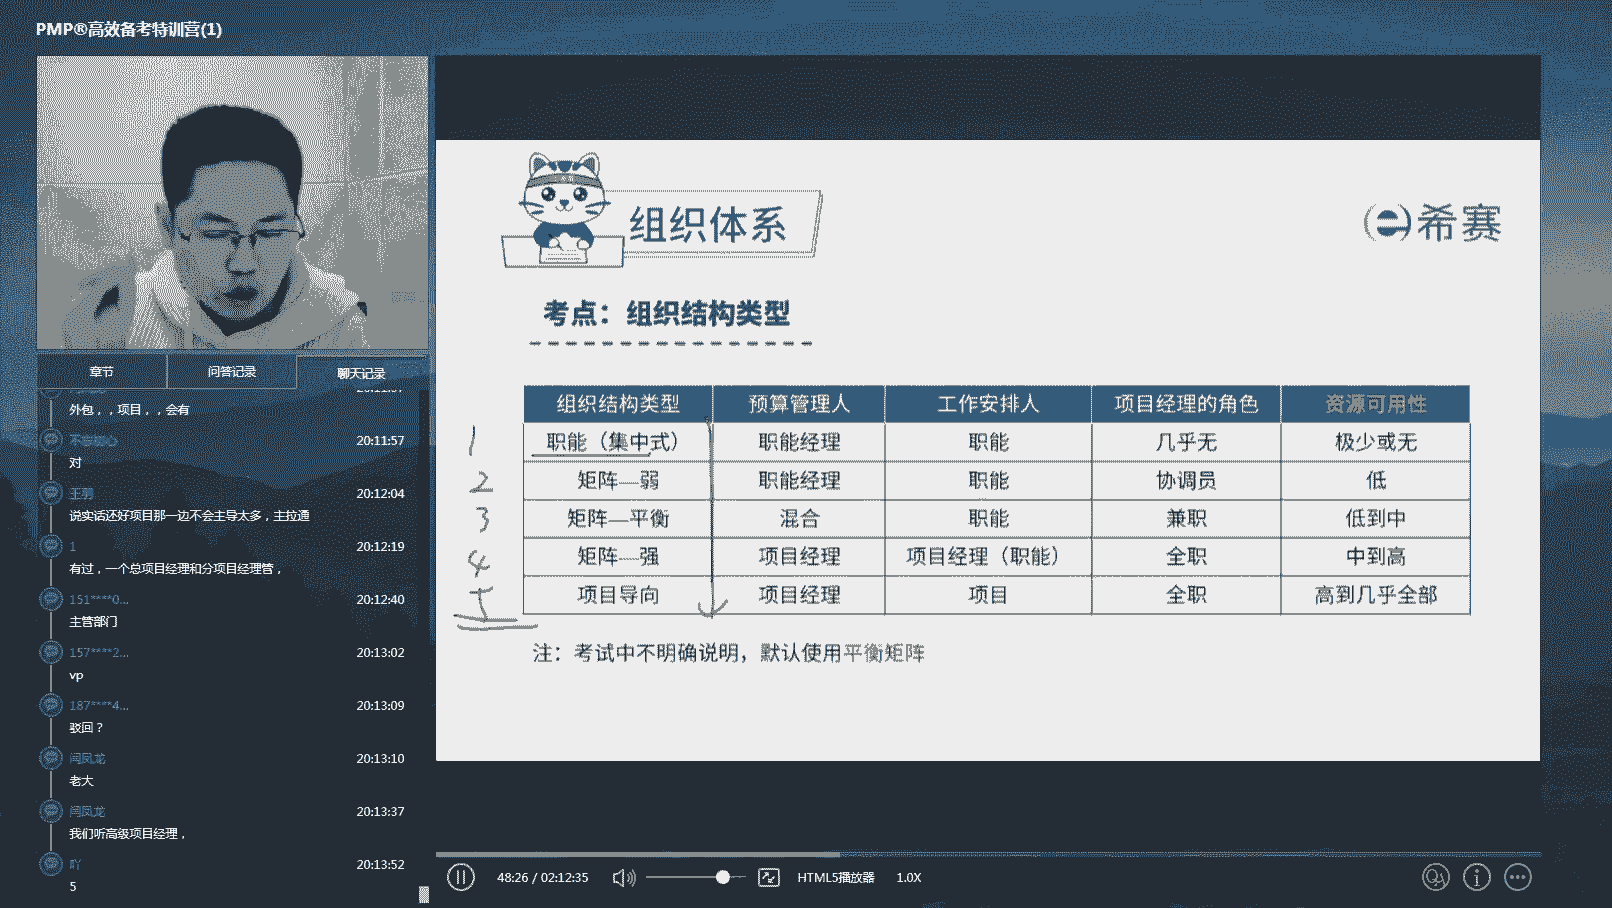 PMP®高效备考特训营(1)
章节 问答记录 聊天记录
外包，，项目，，会有
20:11:57
对
王羽 20:12:04
说实话还好项目那一边不会主导太多，主拉通
1 20:12:19
有过，一个总项目经理和分项目经理管，
151****0... 20:12:40
主管部门
157****2... 20:13:02
vp
187****4... 20:13:09
驳回？
闫凤龙 20:13:10
老大
闫凤龙 20:13:37
我们听高级项目经理，
吖 20:13:52
5
组织体系
希赛
考点：组织结构类型
组织结构类型 预算管理人 工作安排人 项目经理的角色 资源可用性
1 职能（集中式） 职能经理 职能 几乎无 极少或无
2 矩阵—弱 职能经理 职能 协调员 低
3 矩阵—平衡 混合 职能 兼职 低到中
4 矩阵—强 项目经理 项目经理（职能） 全职 中到高
5 项目导向 项目经理 项目 全职 高到几乎全部
注：考试中不明确说明，默认使用平衡矩阵
48:26 / 02:12:35 HTML5播放器 1.0X